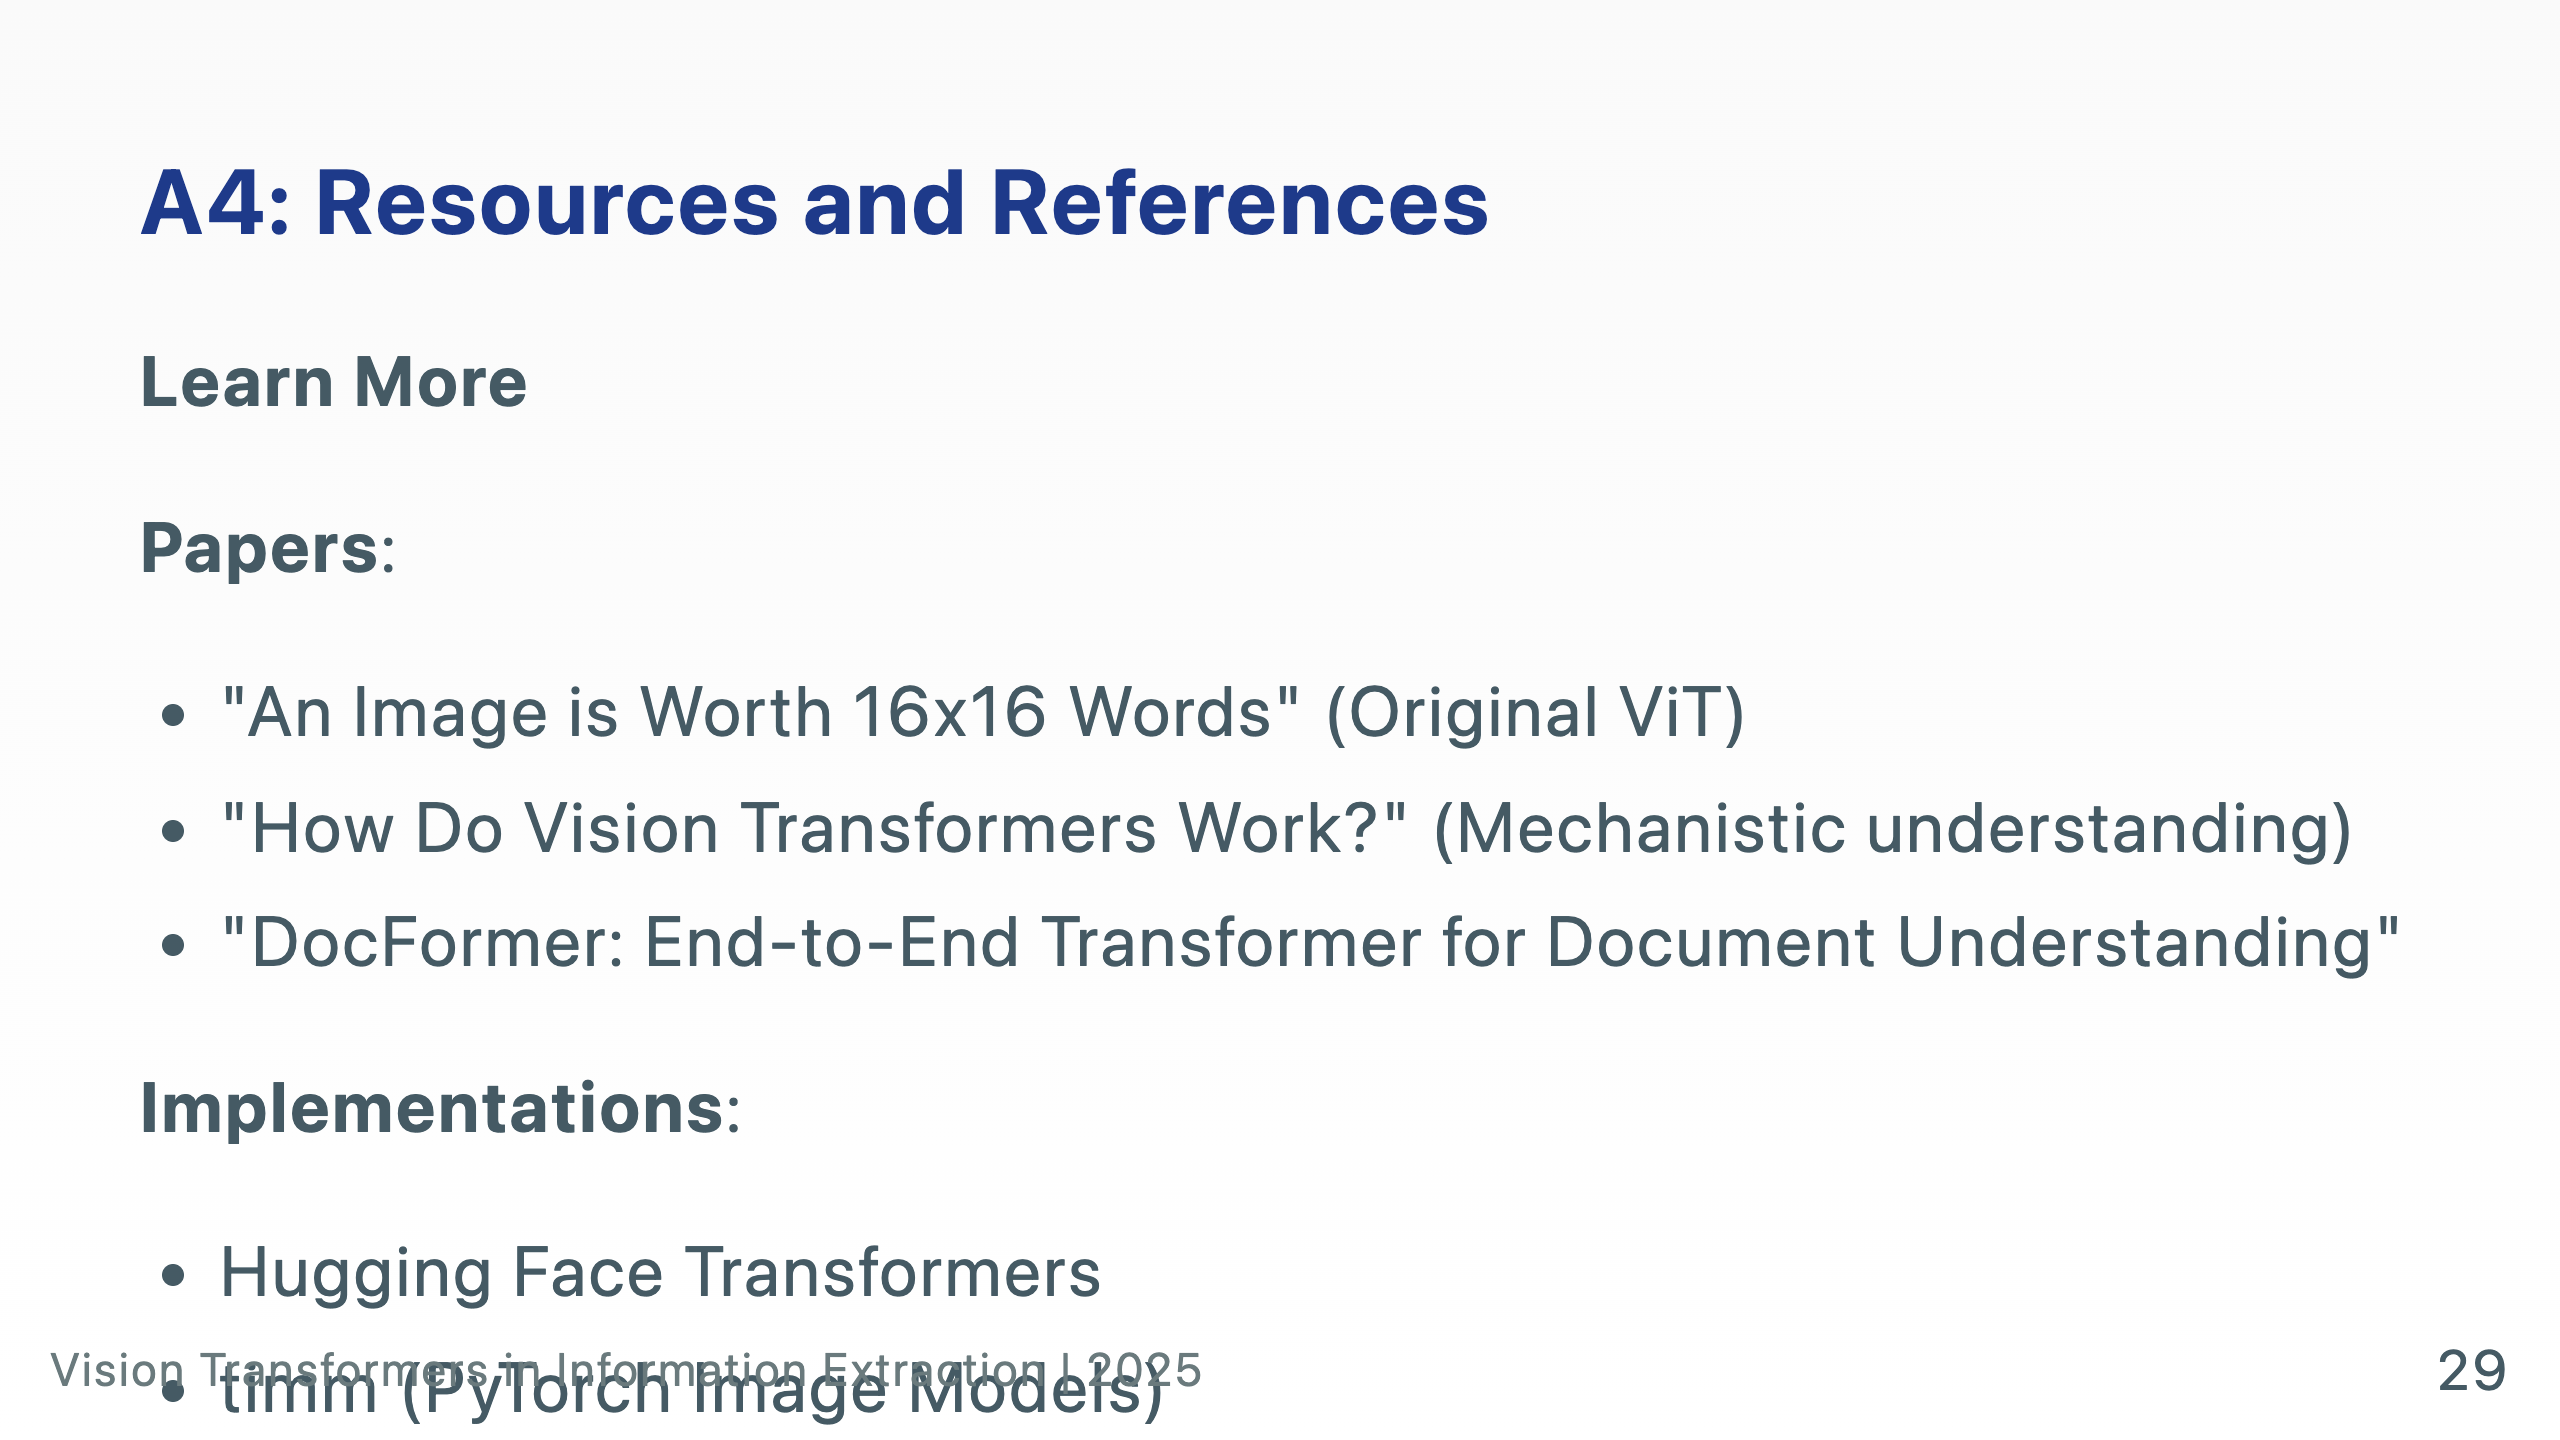 A4: Resources and References
Learn More
Papers:
• "An Image is Worth 16x16 Words" (Original ViT)
• "How Do Vision Transformers Work?" (Mechanistic understanding)
• "DocFormer: End-to-End Transformer for Document Understanding"
Implementations:
• Hugging Face Transformers
• timm (PyTorch Image Models)
Vision Transformers in Information Extraction | 2025
29